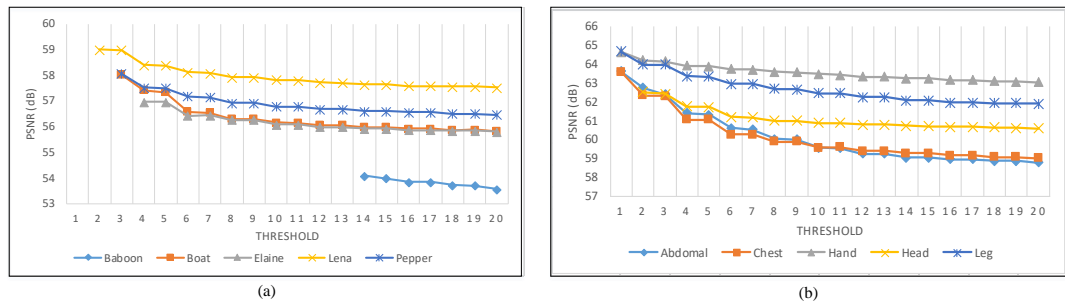 60
59
58
57
56
55
54
53
PSNR (dB)
1 2 3 4 5 6 7 8 9 10 11 12 13 14 15 16 17 18 19 20
THRESHOLD
Baboon Boat Elaine Lena Pepper
(a)
66
65
64
63
62
61
60
59
58
57
PSNR (dB)
1 2 3 4 5 6 7 8 9 10 11 12 13 14 15 16 17 18 19 20
THRESHOLD
Abdomal Chest Hand Head Leg
(b)